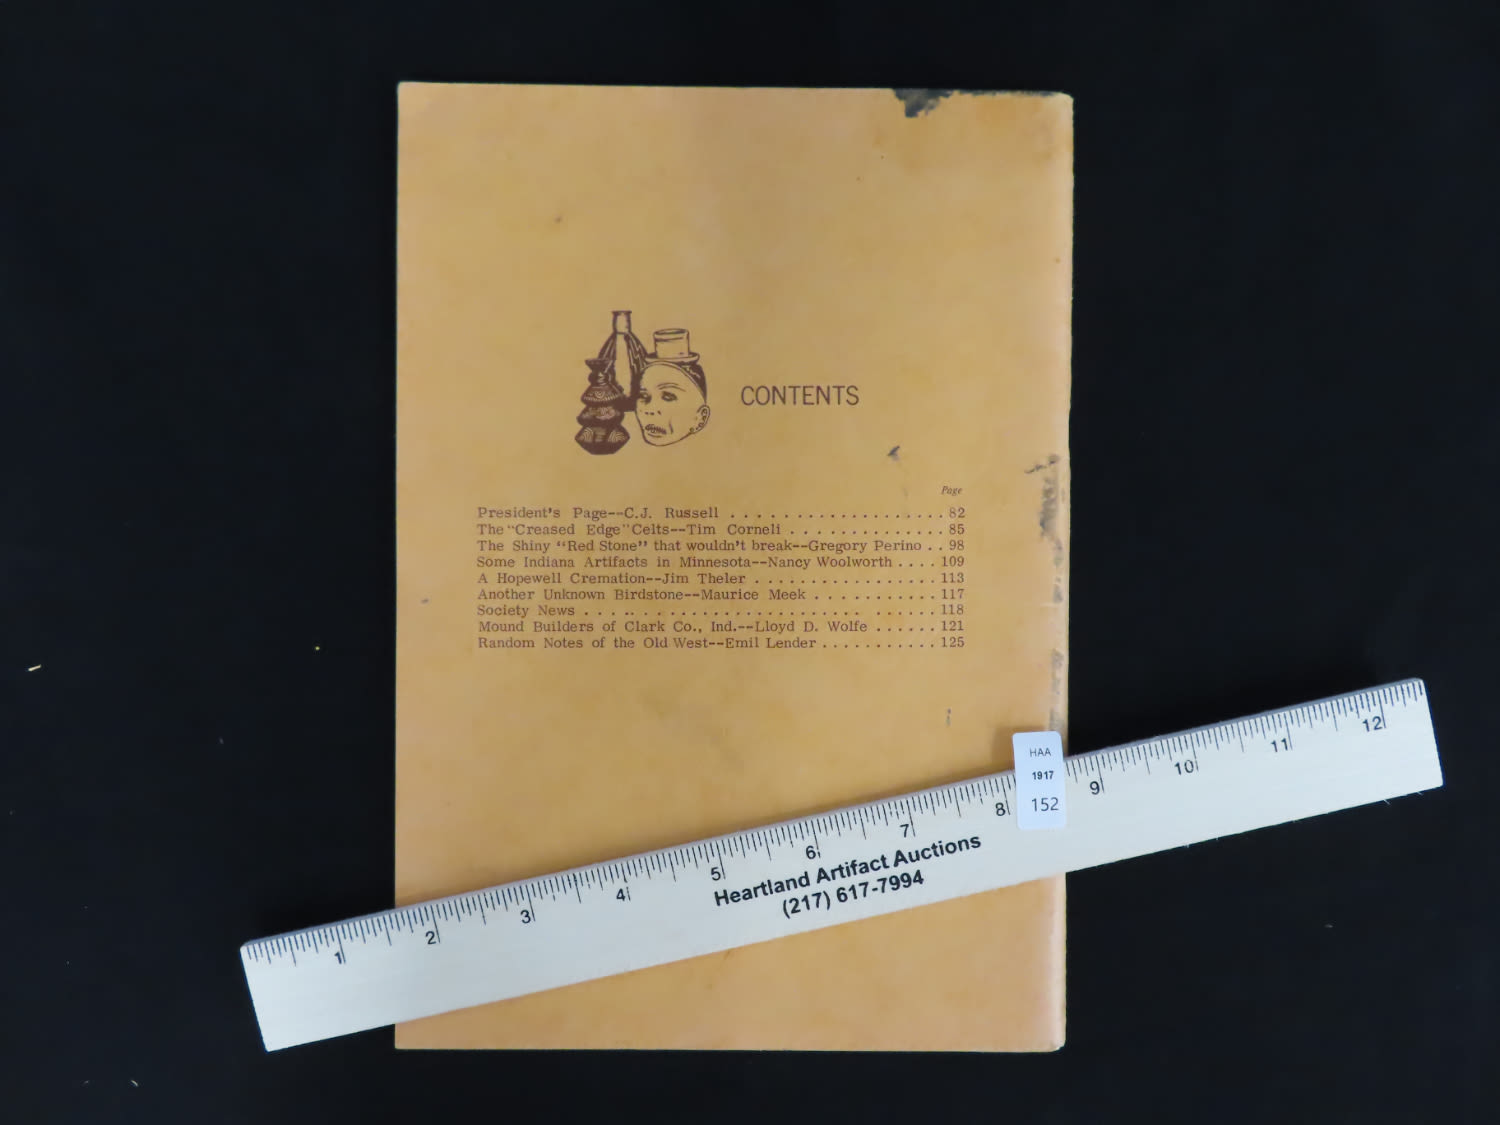 CONTENTS
Page
President's Page--C.J. Russell . . . . . . . . . . . . . . . . . . . 82
The "Creased Edge" Celts--Tim Corneli . . . . . . . . . . . . . . 85
The Shiny "Red Stone" that wouldn't break--Gregory Perino . . 98
Some Indiana Artifacts in Minnesota--Nancy Woolworth . . . . 109
A Hopewell Cremation--Jim Theler . . . . . . . . . . . . . . . . . 113
Another Unknown Birdstone--Maurice Meek . . . . . . . . . . . 117
Society News . . . . . . . . . . . . . . . . . . . . . . . . . . . . . . 118
Mound Builders of Clark Co., Ind.--Lloyd D. Wolfe . . . . . . 121
Random Notes of the Old West--Emil Lender . . . . . . . . . . . 125
HAA
1917
152
1 2 3 4 5 6 7 8 9 10 11 12
Heartland Artifact Auctions
(217) 617-7994